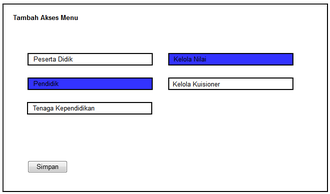 Tambah Akses Menu
Peserta Didik
Kelola Nilai
Pendidik
Kelola Kuisioner
Tenaga Kependidikan
Simpan